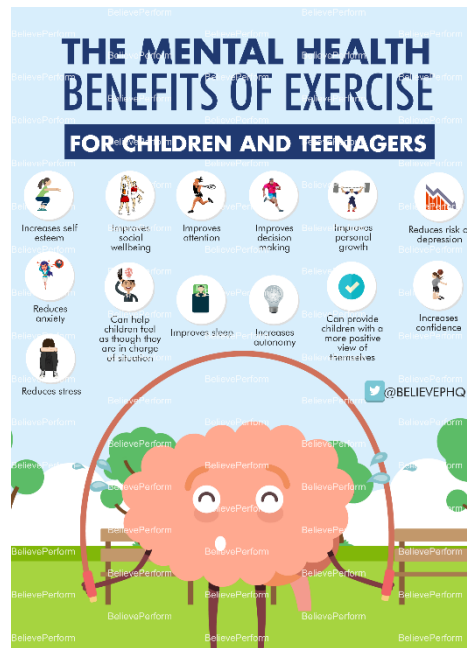 THE MENTAL HEALTH
BENEFITS OF EXERCISE
FOR CHILDREN AND TEENAGERS
Increases self
esteem
Improves
social
wellbeing
Improves
attention
Improves
decision
making
Improves
personal
growth
Reduces risk o
depression
Reduces
anxiety
Can help
children feel
as though they
are in charge
of situation
Improves sleep
Increases
autonomy
Can provide
children with a
more positive
view of
themselves
Increases
confidence
Reduces stress
@BELIEVEPHQ
BelievePerform